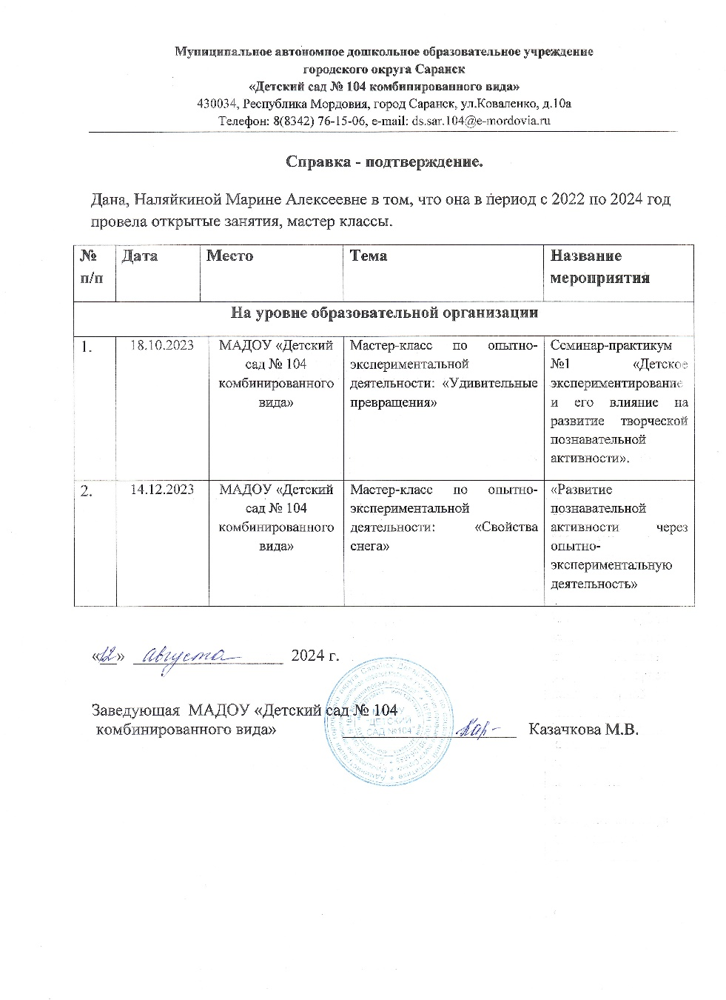 Муниципальное автономное дошкольное образовательное учреждение
городского округа Саранск
«Детский сад № 104 комбинированного вида»
430034, Республика Мордовия, город Саранск, ул.Коваленко, д.10а
Телефон: 8(8342) 76-15-06, e-mail: ds.sar.104@e-mordovia.ru
Справка - подтверждение.
Дана, Наляйкиной Марине Алексеевне в том, что она в период с 2022 по 2024 год
провела открытые занятия, мастер классы.
№
п/п
Дата
Место
Тема
Название
мероприятия
На уровне образовательной организации
1.
18.10.2023
МАДОУ «Детский
сад № 104
комбинированного
вида»
Мастер-класс по опытно-
экспериментальной
деятельности: «Удивительные
превращения»
Семинар-практикум
№1 «Детское
экспериментирование
и его влияние на
развитие творческой
познавательной
активности».
2.
14.12.2023
МАДОУ «Детский
сад № 104
комбинированного
вида»
Мастер-класс по опытно-
экспериментальной
деятельности: «Свойства
снега»
«Развитие
познавательной
активности через
опытно-
экспериментальную
деятельность»
«12» августа 2024 г.
Заведующая МАДОУ «Детский сад № 104
комбинированного вида» Казачкова М.В.
ДЕТСКИЙ
САД №104